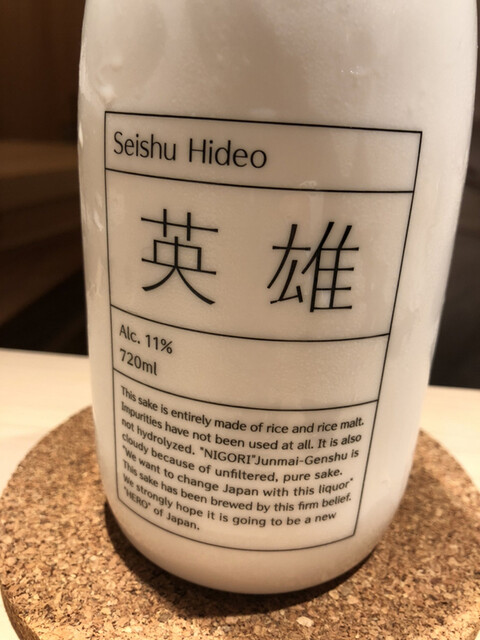 Seishu Hideo
英 雄
Alc. 11%
720ml
This sake is entirely made of rice and rice malt.
Impurities have not been used at all. It is also
not hydrolyzed. "NIGORI"Junmai-Genshu is
cloudy because of unfiltered, pure sake.
"We want to change Japan with this liquor"
This sake has been brewed by this firm belief.
We strongly hope it is going to be a new
"HERO" of Japan.